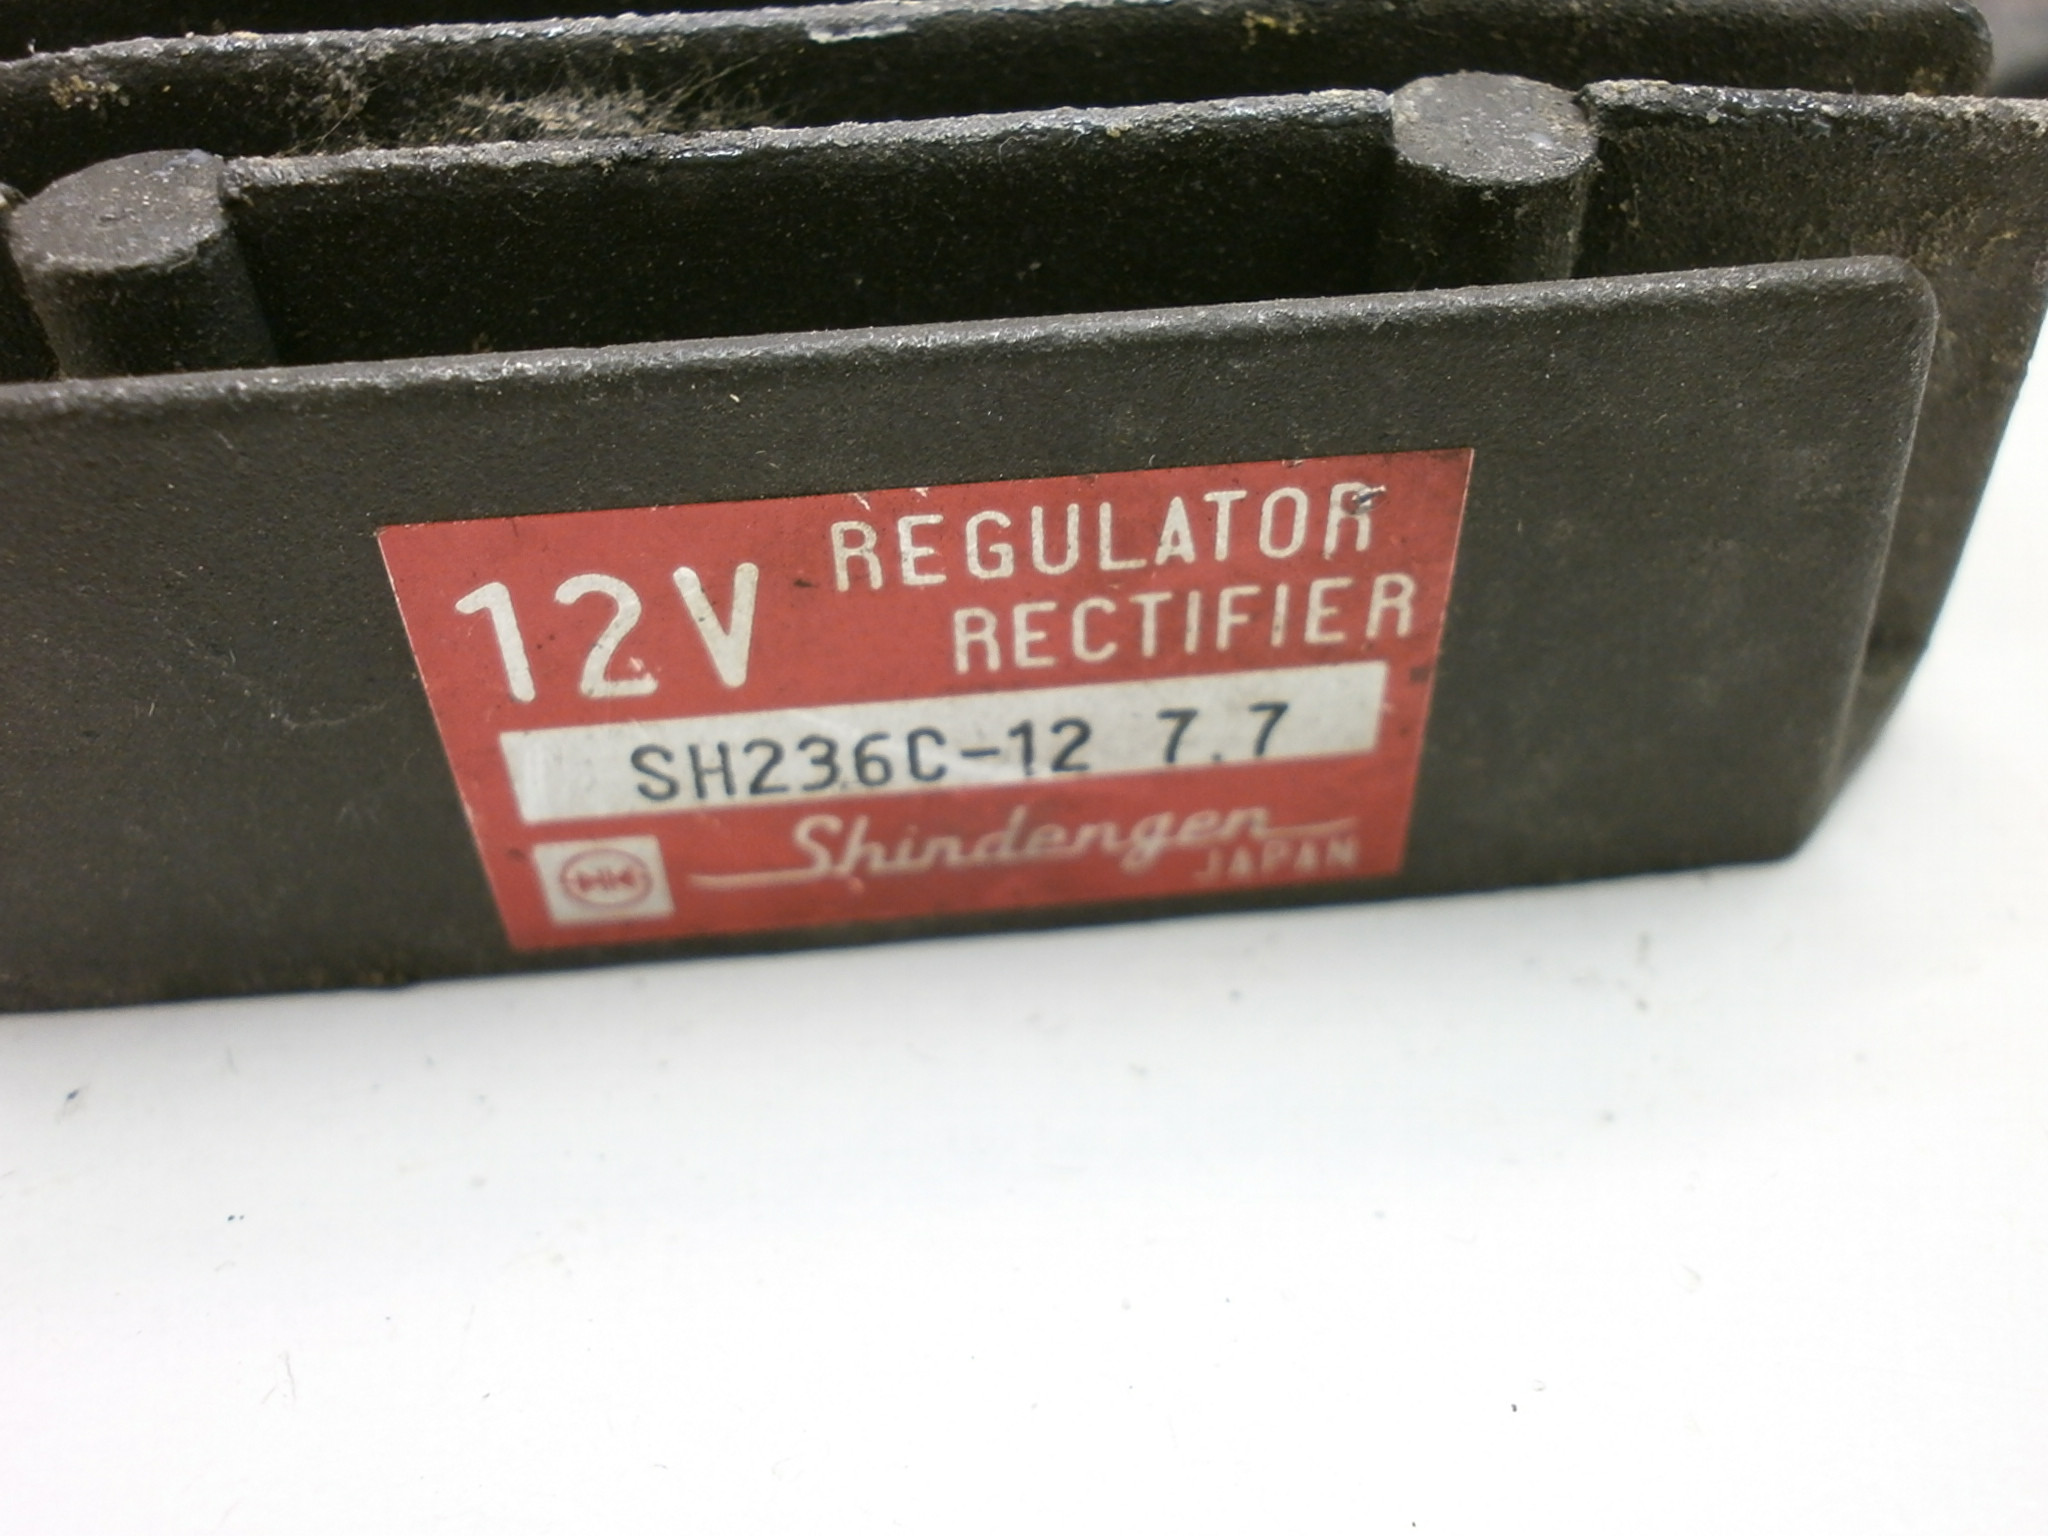 12V REGULATOR
RECTIFIER
SH236C-12 7.7
Shindengen
JAPAN